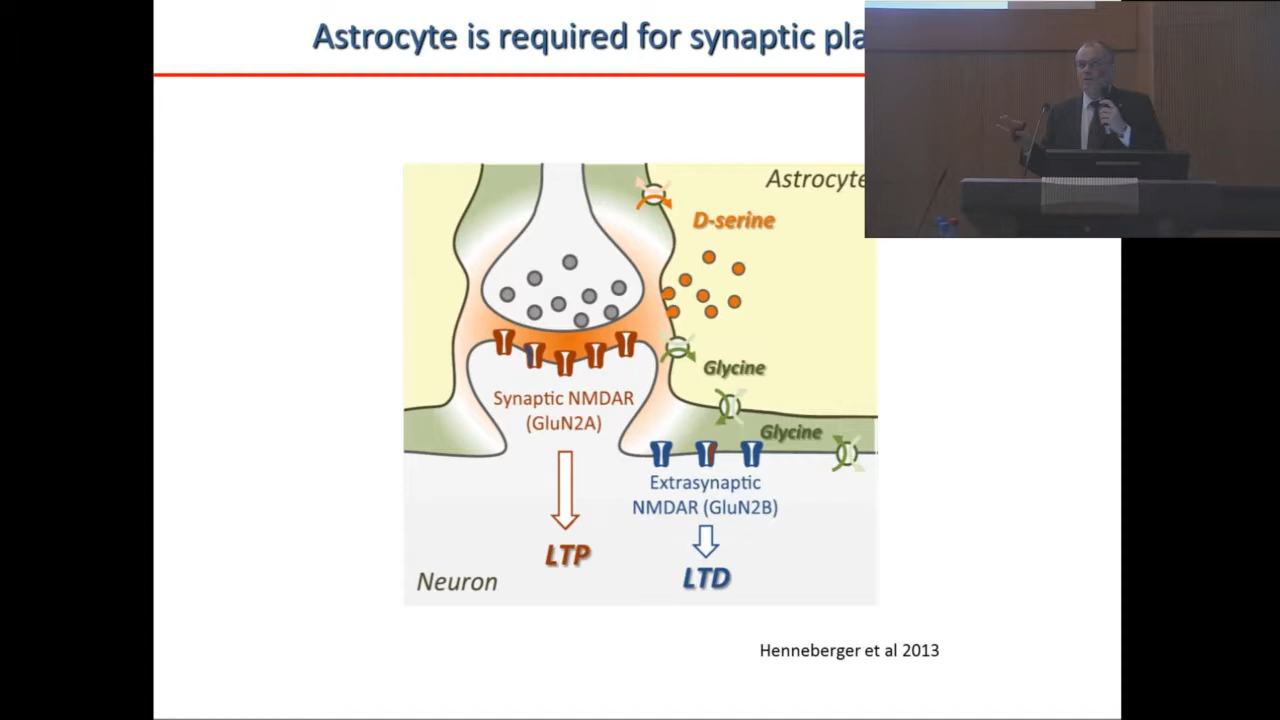 Astrocyte is required for synaptic pla
Astrocyte
D-serine
Glycine
Synaptic NMDAR
(GluN2A)
Glycine
Extrasynaptic
NMDAR (GluN2B)
LTP
LTD
Neuron
Henneberger et al 2013